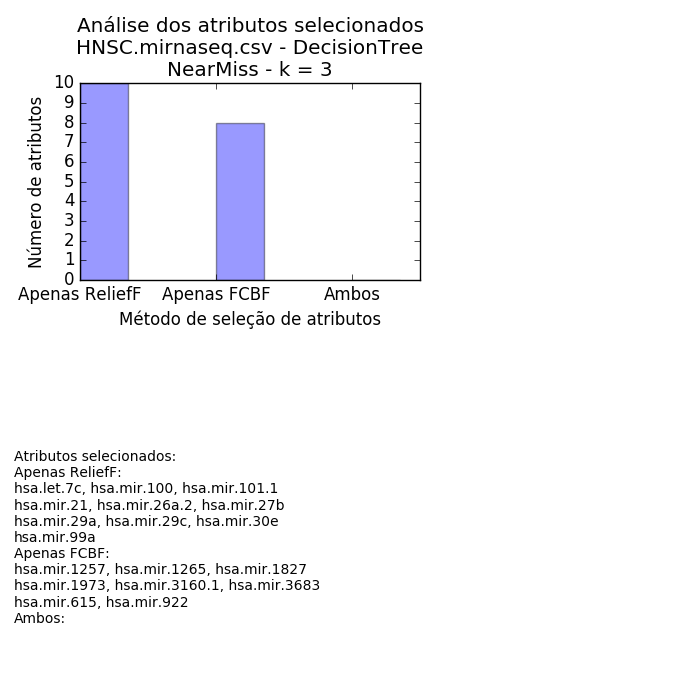 Análise dos atributos selecionados
HNSC.mirnaseq.csv - DecisionTree
NearMiss - k = 3
10
9
8
7
6
5
4
3
2
1
0
Número de atributos
Apenas ReliefF
Apenas FCBF
Ambos
Método de seleção de atributos
Atributos selecionados:
Apenas ReliefF:
hsa.let.7c, hsa.mir.100, hsa.mir.101.1
hsa.mir.21, hsa.mir.26a.2, hsa.mir.27b
hsa.mir.29a, hsa.mir.29c, hsa.mir.30e
hsa.mir.99a
Apenas FCBF:
hsa.mir.1257, hsa.mir.1265, hsa.mir.1827
hsa.mir.1973, hsa.mir.3160.1, hsa.mir.3683
hsa.mir.615, hsa.mir.922
Ambos: